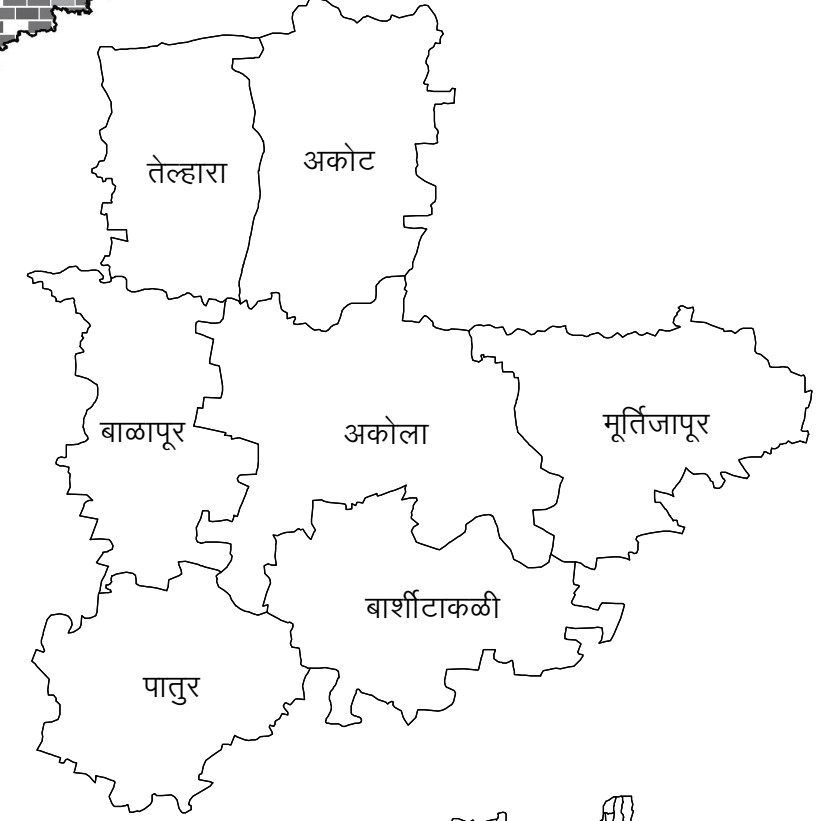 अकोट
तेल्हारा
मूर्तिजापूर
बाळापूर
अकोला
बार्शीटाकळी
पातुर